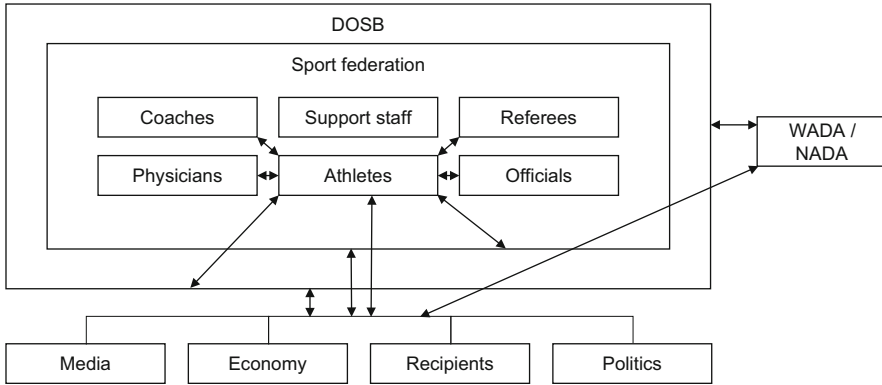 DOSB
Sport federation
Coaches
Support staff
Referees
Physicians
Athletes
Officials
WADA /
NADA
Media
Economy
Recipients
Politics